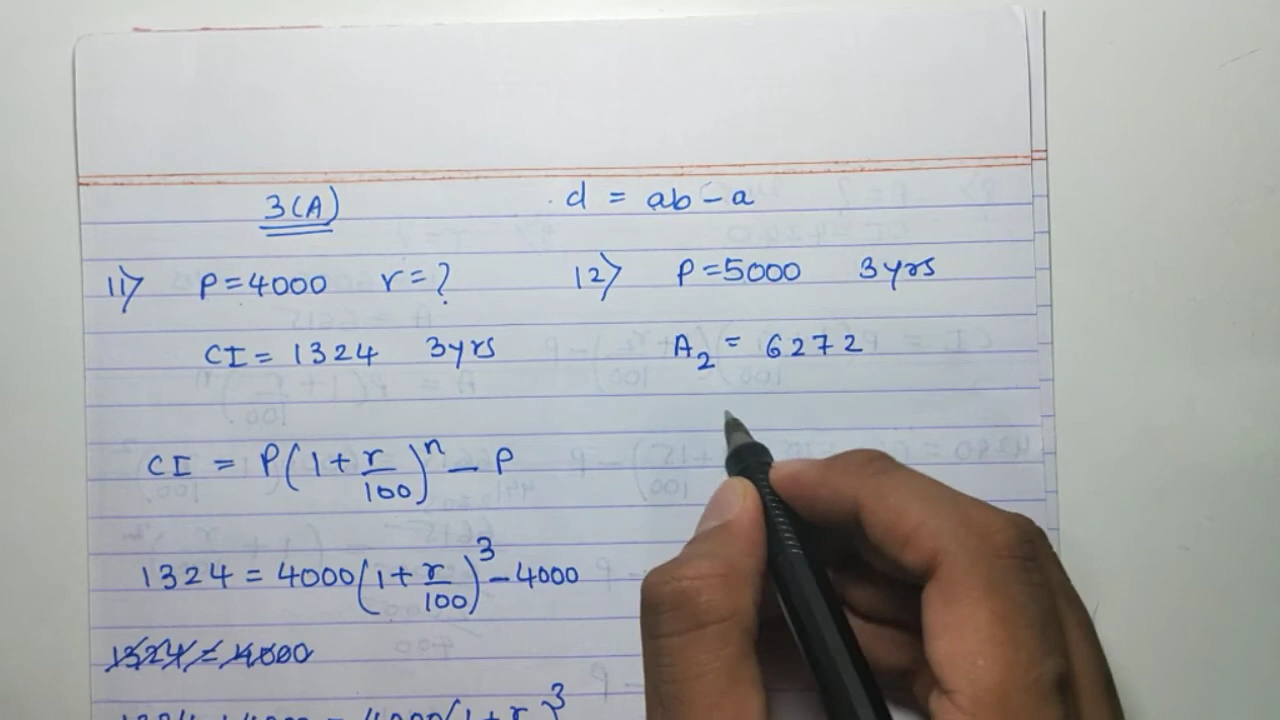 3(A)
d = ab - a
11) P=4000 r=?
CI = 1324 3yrs
CI = P(1+r/100)^n - P
1324 = 4000(1+r/100)^3 - 4000
1324 = 4000
12) P=5000 3yrs
A2 = 6272